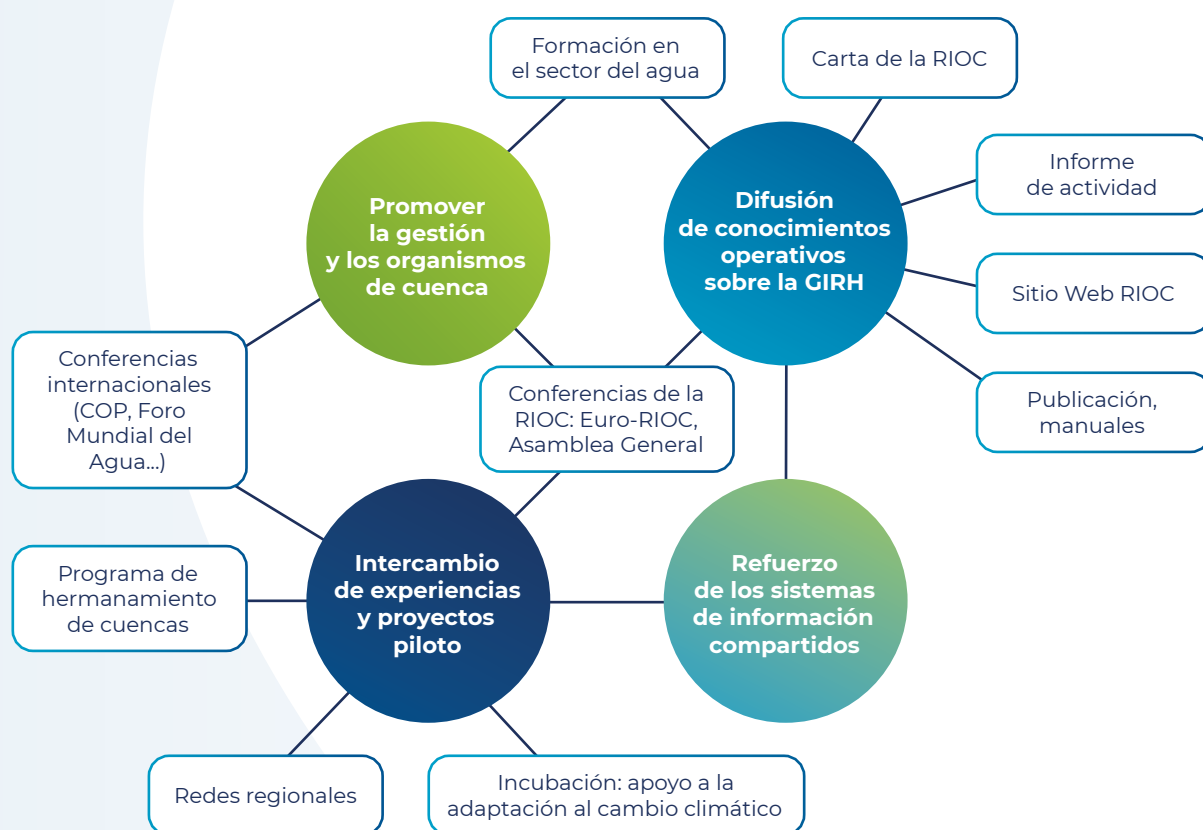 Formación en
el sector del agua
Carta de la RIOC
Promover
la gestión
y los organismos
de cuenca
Difusión
de conocimientos
operativos
sobre la GIRH
Informe
de actividad
Sitio Web RIOC
Conferencias
internacionales
(COP, Foro
Mundial del
Agua...)
Conferencias de la
RIOC: Euro-RIOC,
Asamblea General
Publicación,
manuales
Programa de
hermanamiento
de cuencas
Intercambio
de experiencias
y proyectos
piloto
Refuerzo
de los sistemas
de información
compartidos
Redes regionales
Incubación: apoyo a la
adaptación al cambio climático